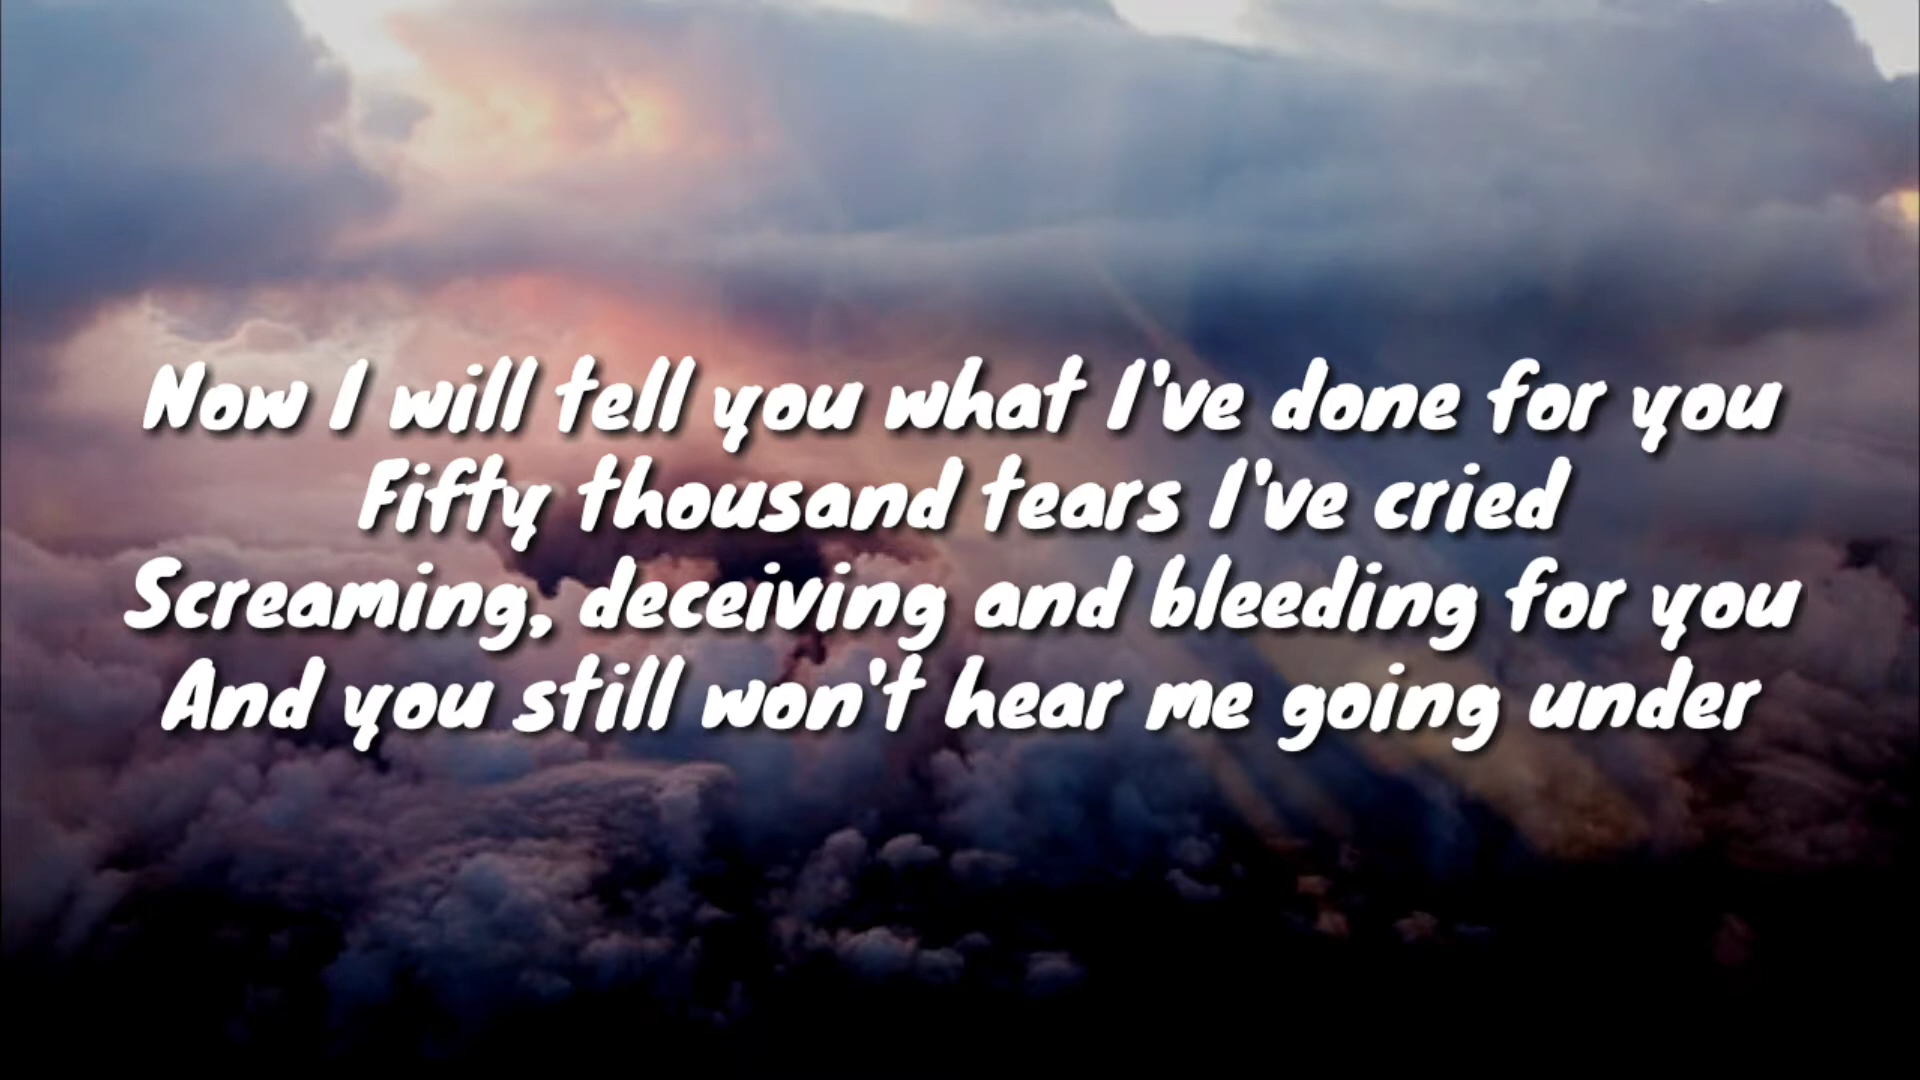 Now I will tell you what I've done for you
Fifty thousand tears I've cried
Screaming, deceiving and bleeding for you
And you still won't hear me going under